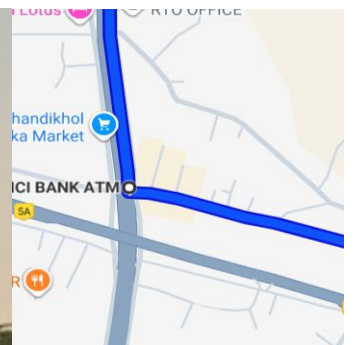 Lotus
RTO OFFICE
handikhol
ka Market
ICI BANK ATM
5A
R